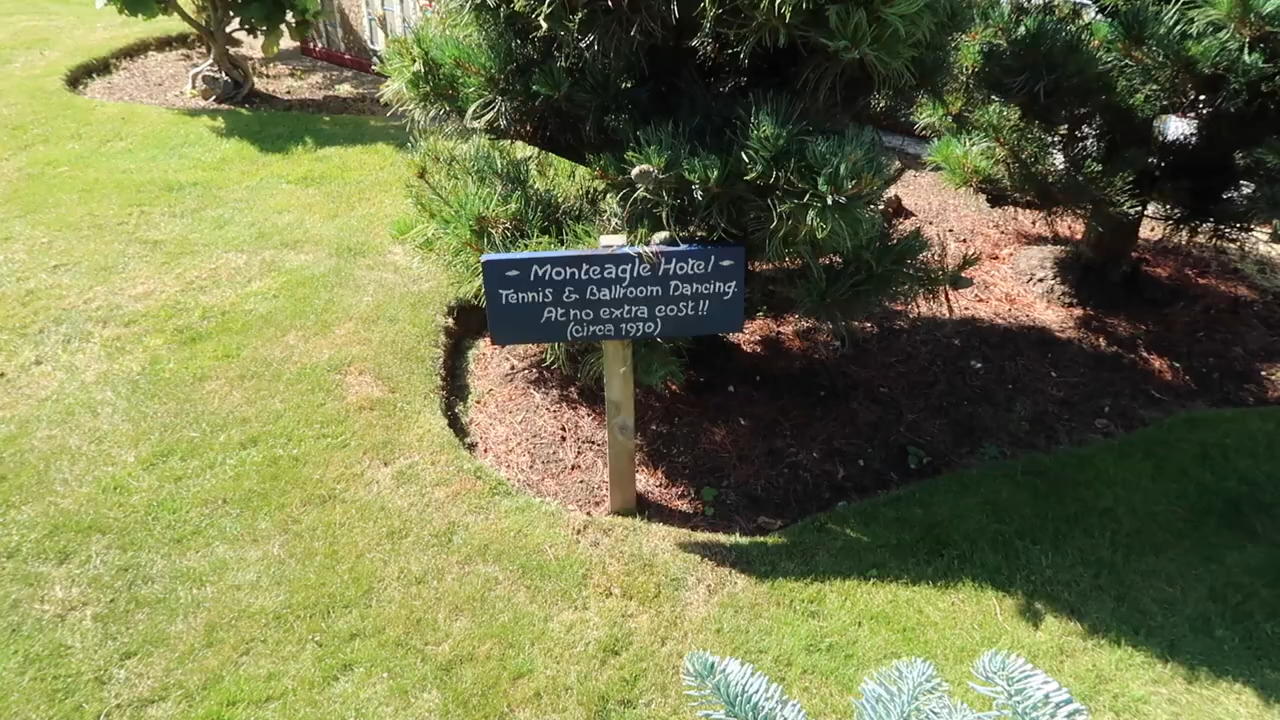 - Monteagle Hotel -
Tennis & Ballroom Dancing.
At no extra cost!!
(circa 1930)